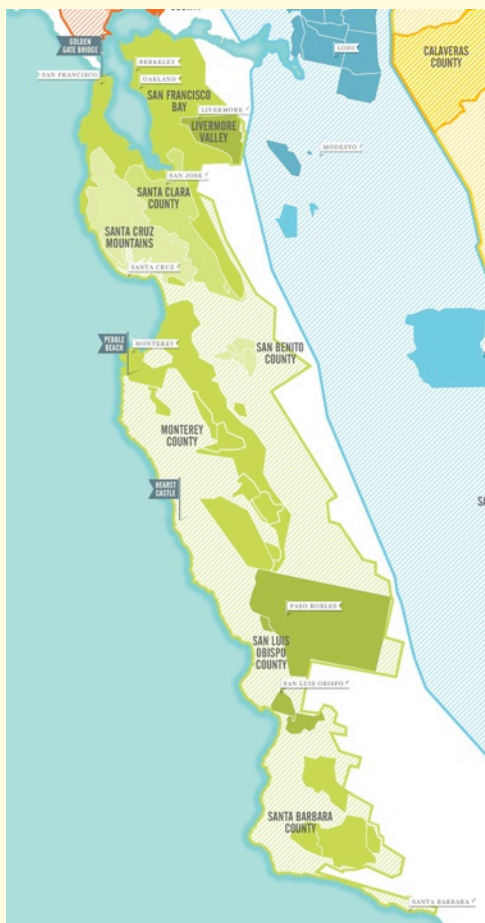 COUNTY
GOLDEN
GATE BRIDGE
LODI
CALAVERAS
COUNTY
BERKELEY
SAN FRANCISCO
OAKLAND
SAN FRANCISCO
BAY
LIVERMORE
LIVERMORE
VALLEY
MODESTO
SAN JOSE
SANTA CLARA
COUNTY
SANTA CRUZ
MOUNTAINS
SANTA CRUZ
PEBBLE
BEACH
MONTEREY
SAN BENITO
COUNTY
MONTEREY
COUNTY
HEARST
CASTLE
SA
PASO ROBLES
SAN LUIS
OBISPO
COUNTY
SAN LUIS OBISPO
SANTA BARBARA
COUNTY
SANTA BARBARA